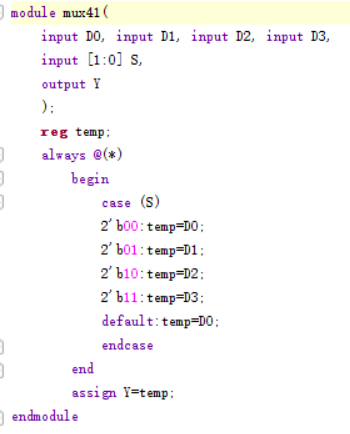 module mux41(
input D0, input D1, input D2, input D3,
input [1:0] S,
output Y
);
reg temp;
always @(*)
begin
case (S)
2'b00:temp=D0;
2'b01:temp=D1;
2'b10:temp=D2;
2'b11:temp=D3;
default:temp=D0;
endcase
end
assign Y=temp;
endmodule